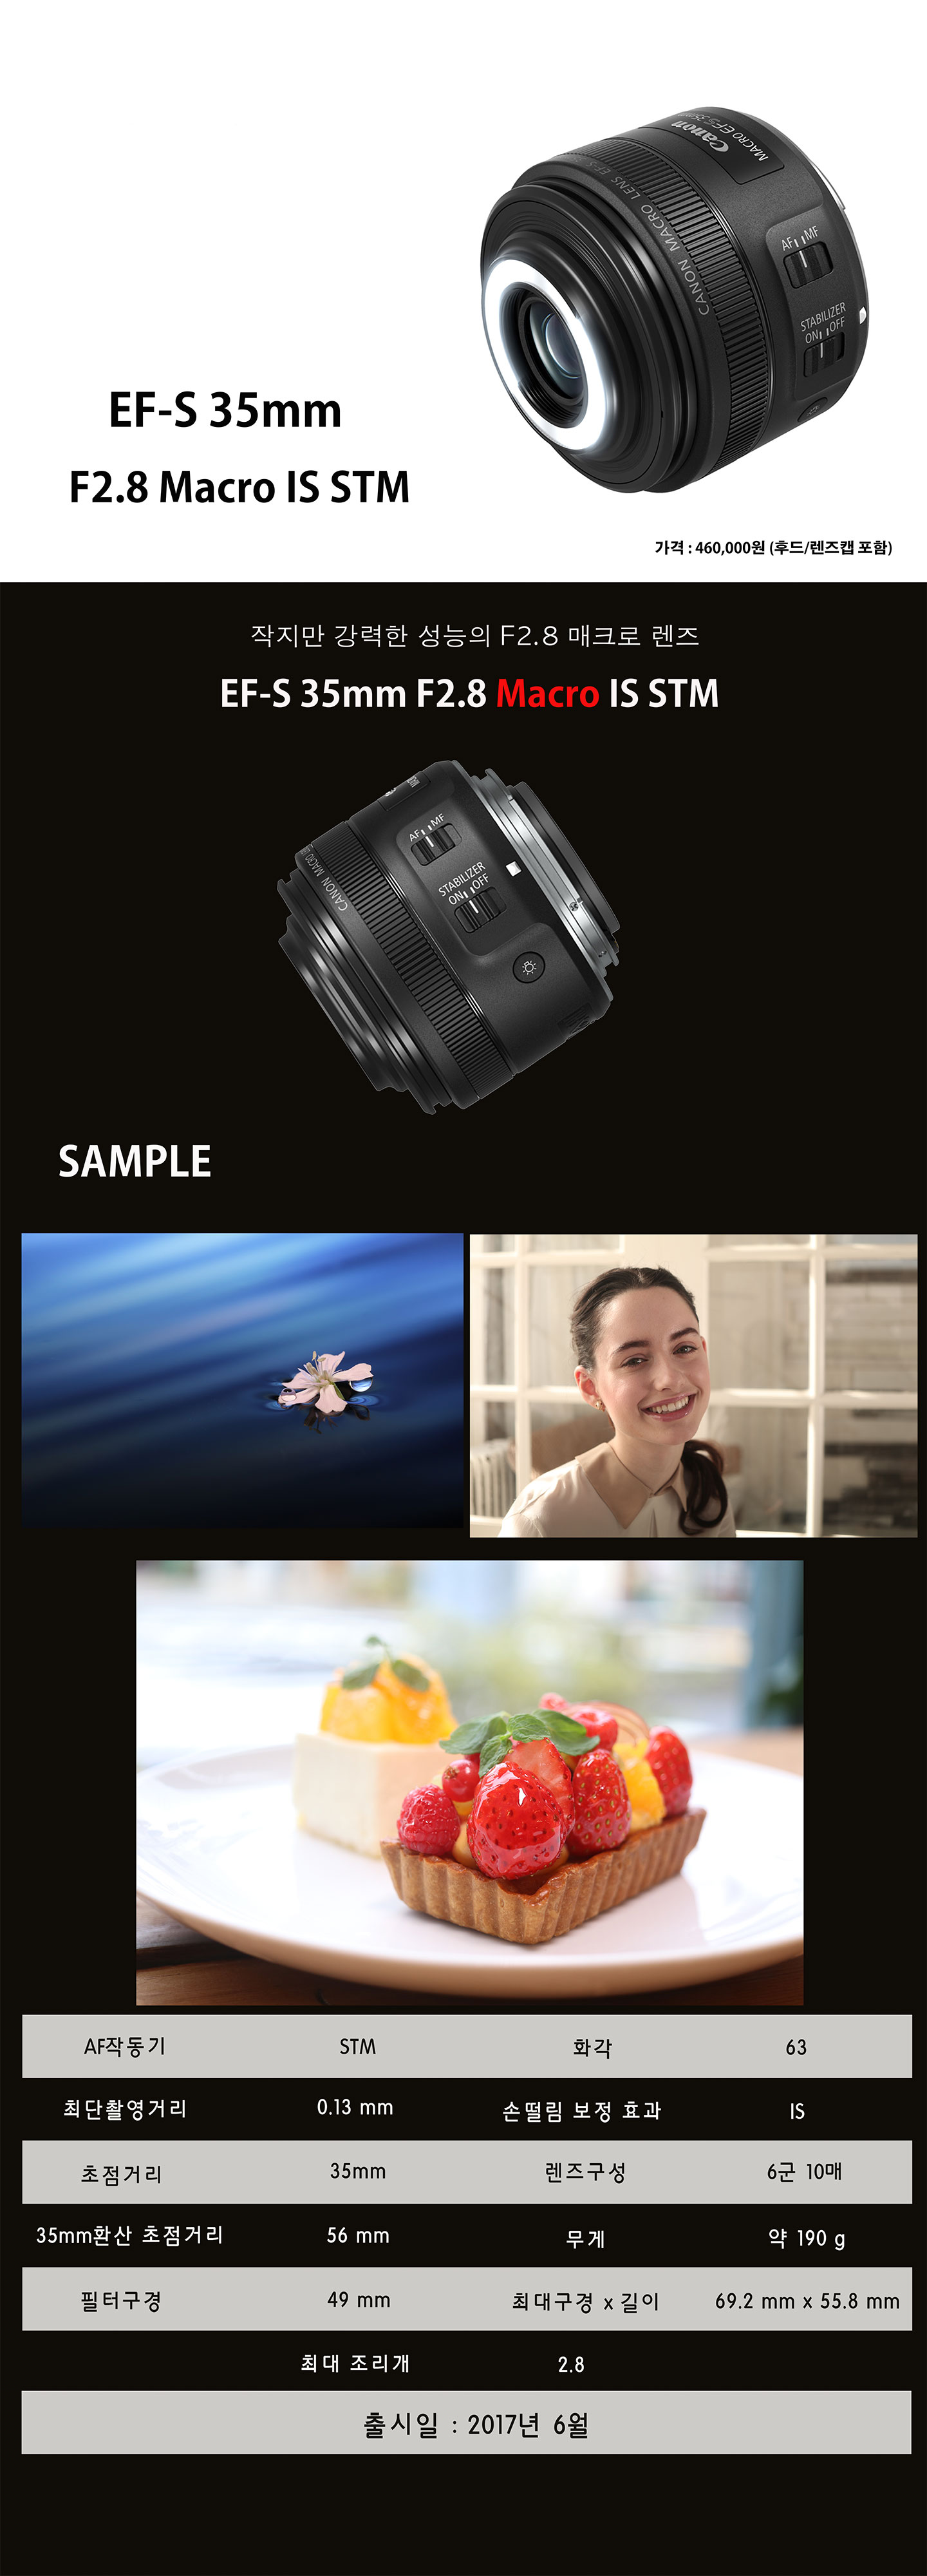 Canon
MACRO EF-S 35mm
CANON MACRO LENS EF-S
AF MF
STABILIZER
ON OFF
EF-S 35mm
F2.8 Macro IS STM
가격 : 460,000원 (후드/렌즈캡 포함)
작지만 강력한 성능의 F2.8 매크로 렌즈
EF-S 35mm F2.8 Macro IS STM
AF MF
STABILIZER
ON OFF
CANON MACRO
SAMPLE
AF작동기 STM 화각 63
최단촬영거리 0.13 mm 손떨림 보정 효과 IS
초점거리 35mm 렌즈구성 6군 10매
35mm환산 초점거리 56 mm 무게 약 190 g
필터구경 49 mm 최대구경 x 길이 69.2 mm x 55.8 mm
최대 조리개 2.8
출시일 : 2017년 6월